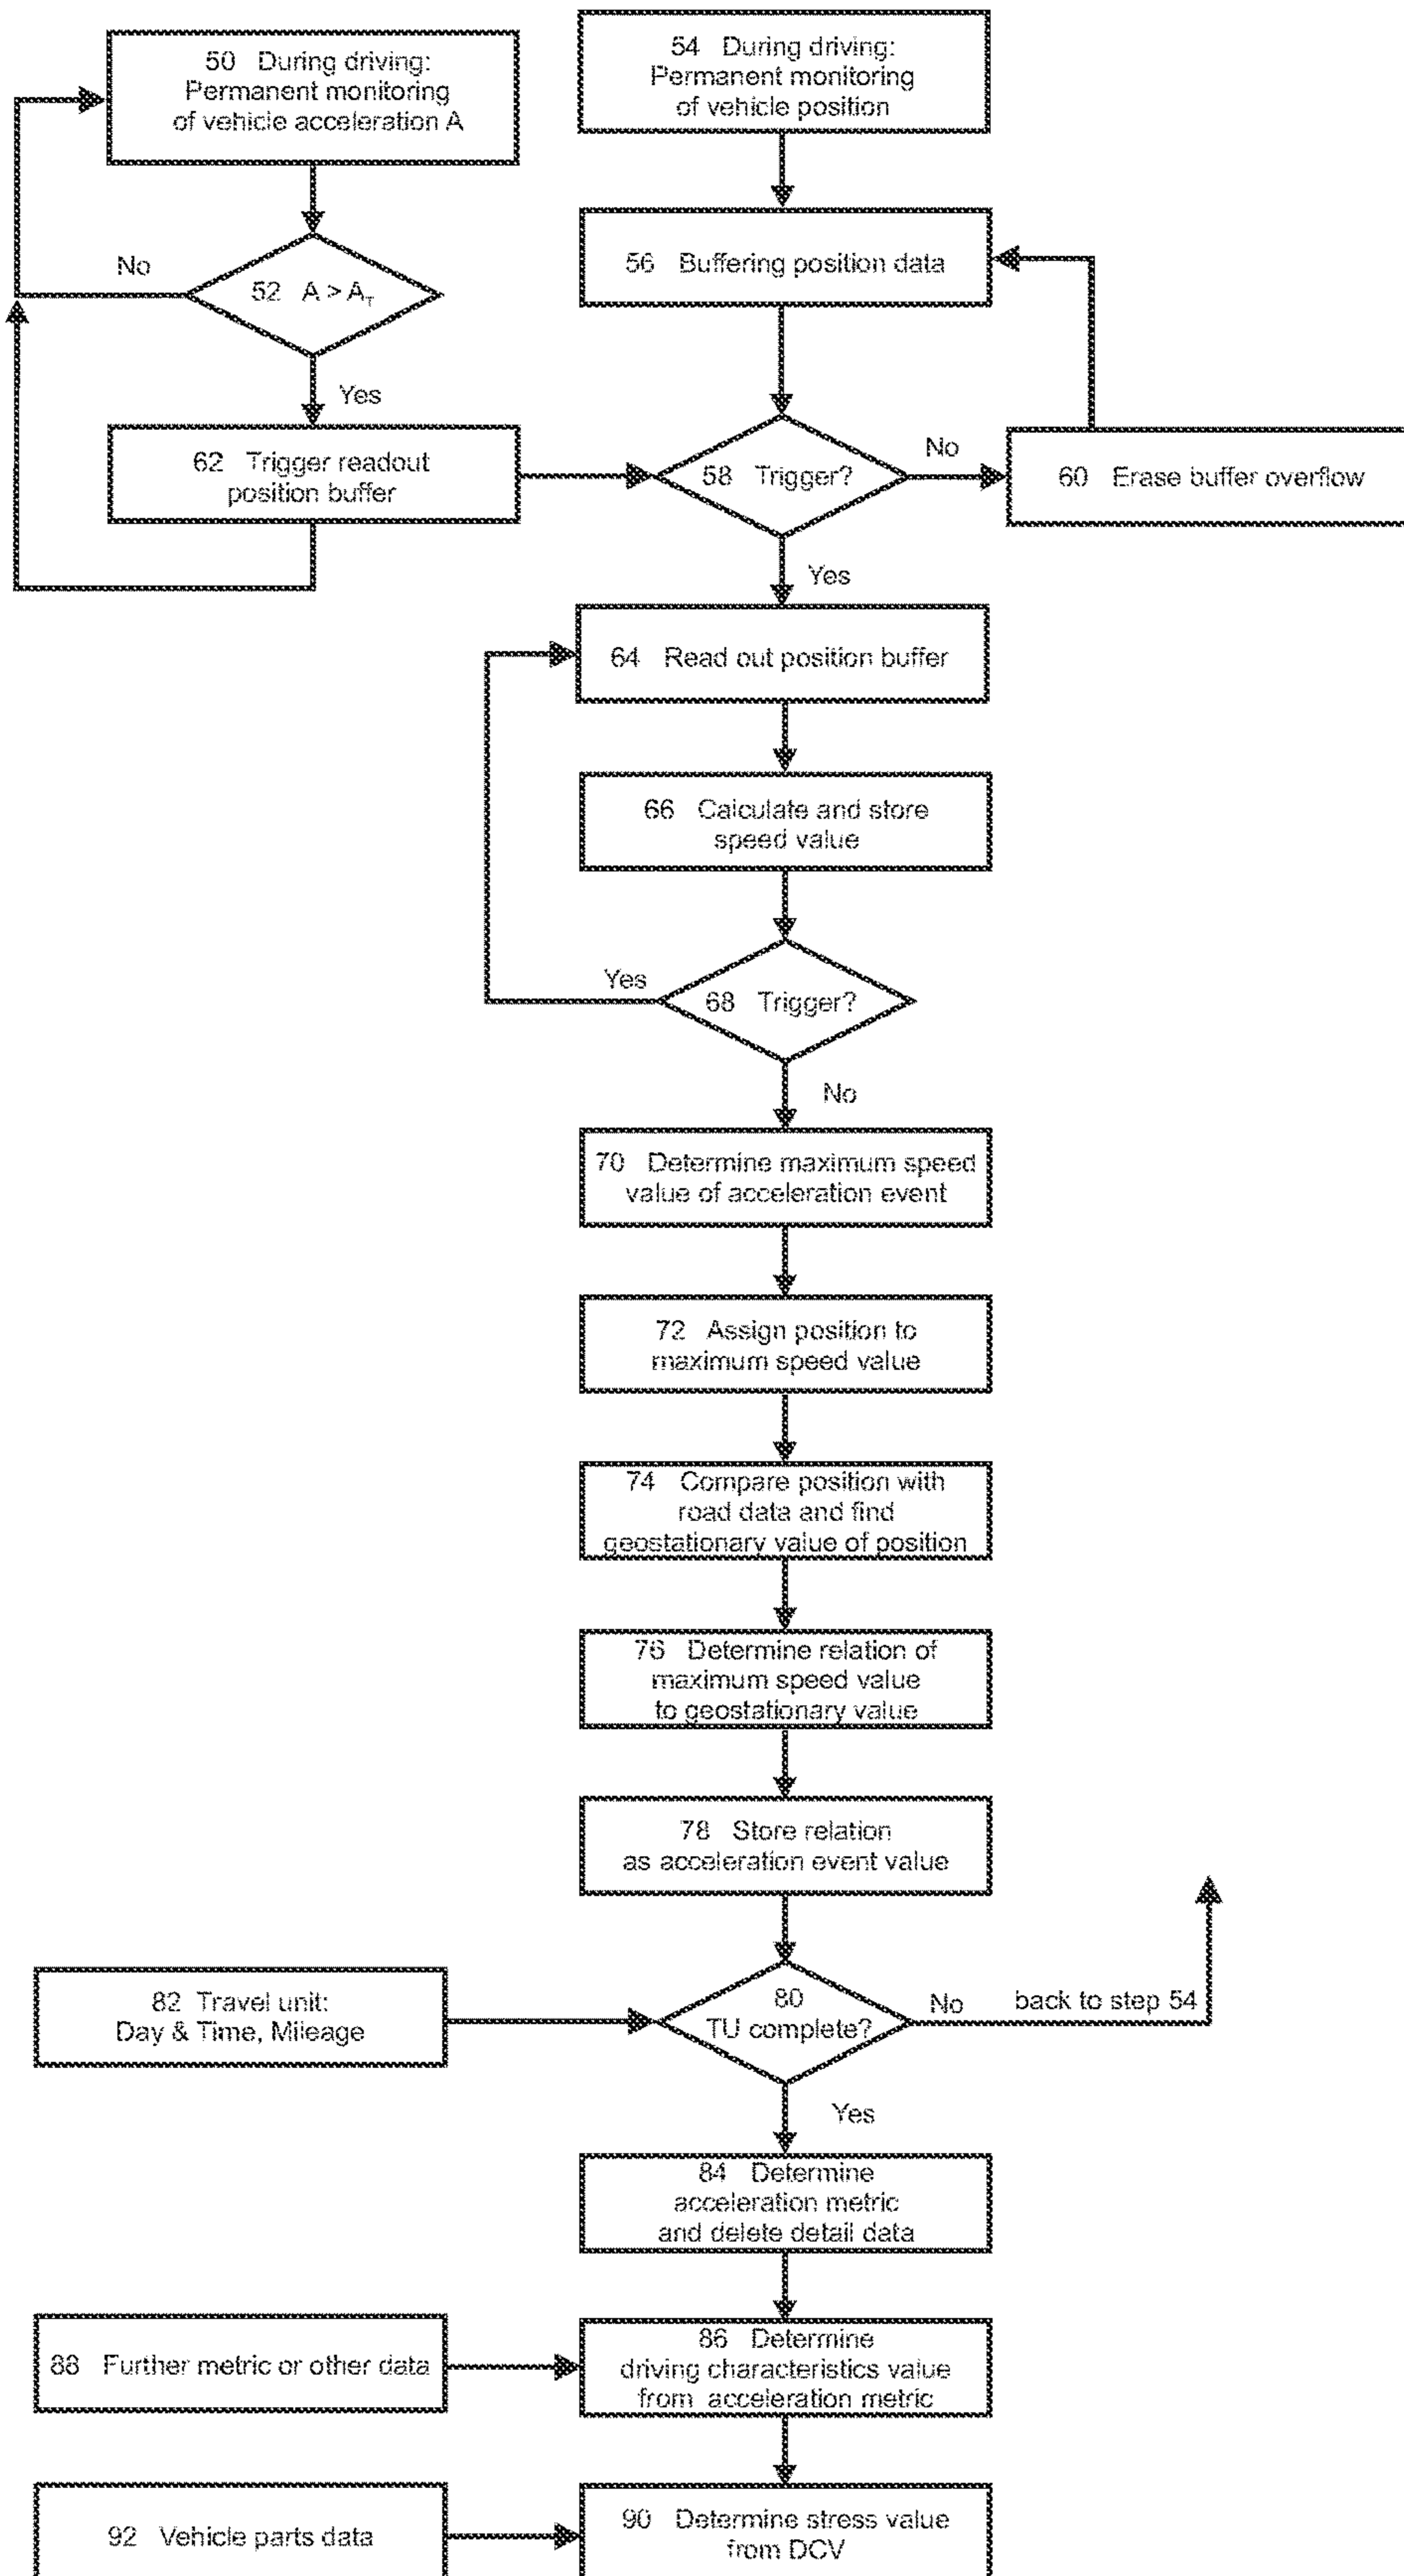 50 During driving:
Permanent monitoring
of vehicle acceleration A
54 During driving:
Permanent monitoring
of vehicle position
No
52 A > A_T
56 Buffering position data
Yes
62 Trigger readout
position buffer
58 Trigger?
No
60 Erase buffer overflow
Yes
64 Read out position buffer
66 Calculate and store
speed value
Yes
68 Trigger?
No
70 Determine maximum speed
value of acceleration event
72 Assign position to
maximum speed value
74 Compare position with
road data and find
geostationary value of position
76 Determine relation of
maximum speed value
to geostationary value
78 Store relation
as acceleration event value
82 Travel unit:
Day & Time, Mileage
80
TU complete?
No
back to step 54
Yes
84 Determine
acceleration metric
and delete detail data
88 Further metric or other data
86 Determine
driving characteristics value
from acceleration metric
92 Vehicle parts data
90 Determine stress value
from DCV